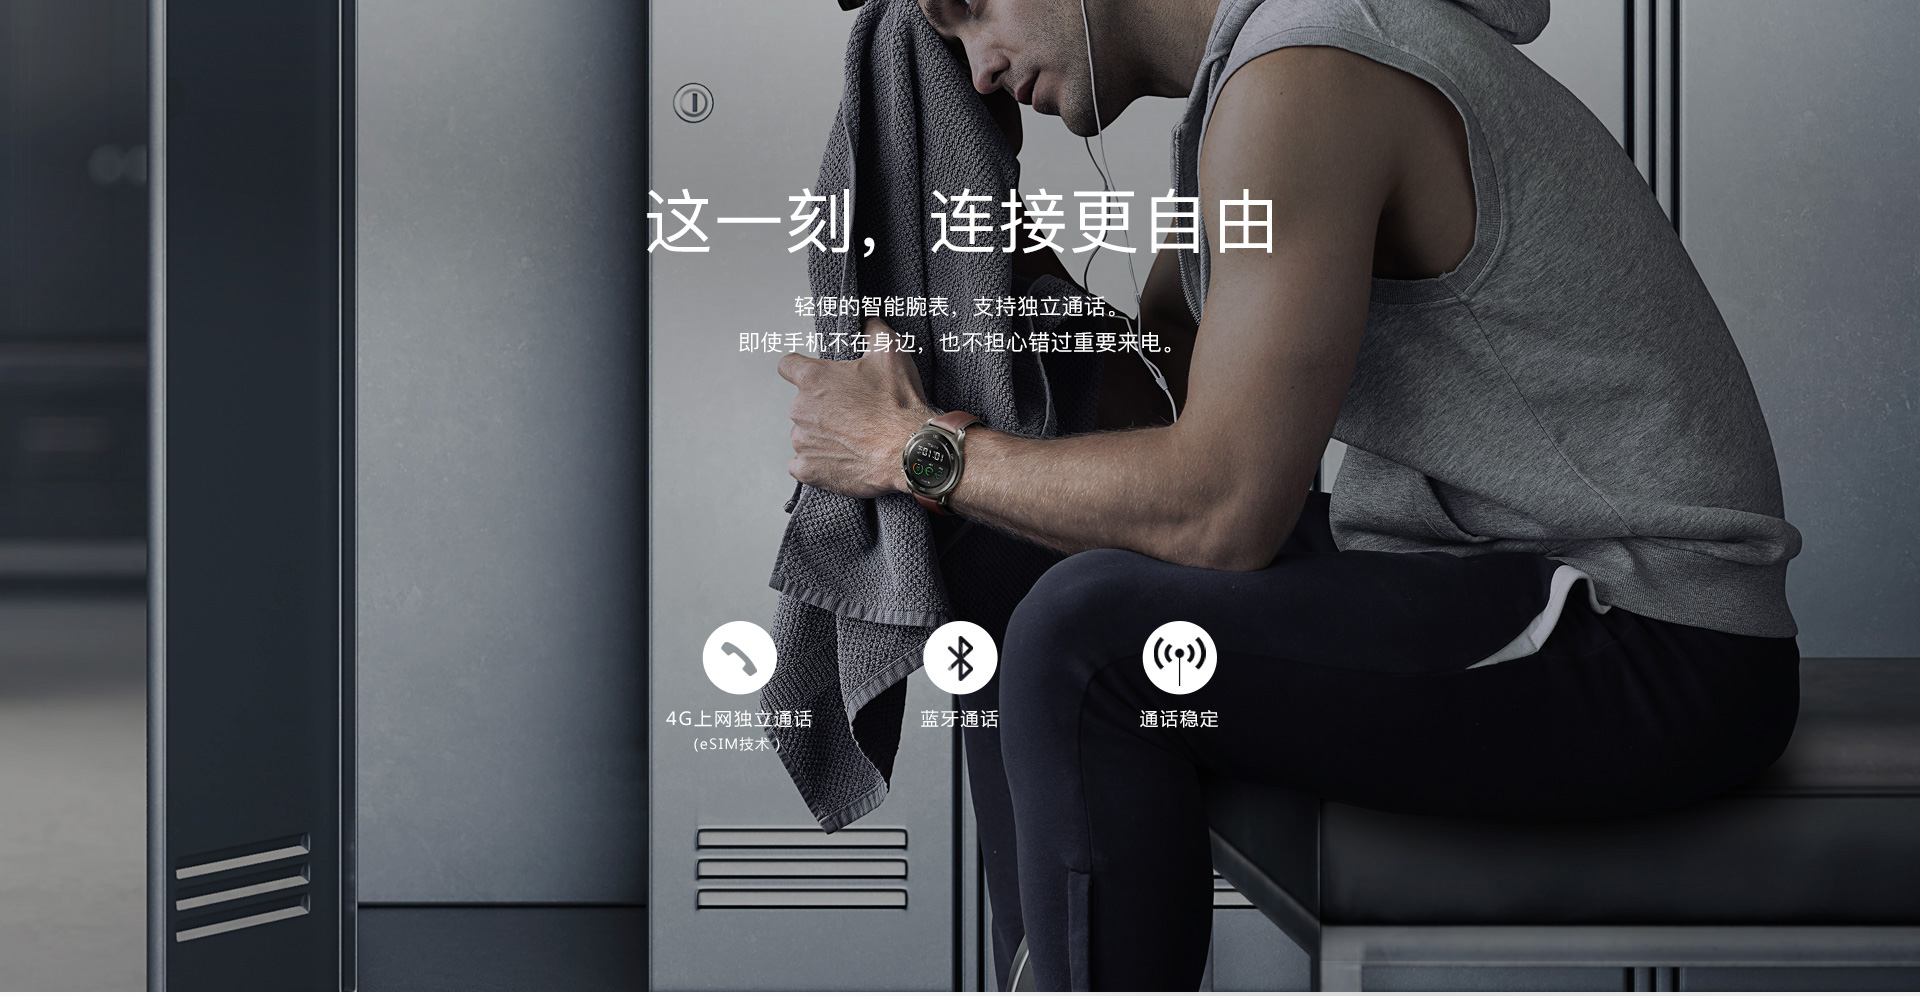 这一刻，连接更自由
轻便的智能腕表，支持独立通话。
即使手机不在身边，也不担心错过重要来电。
01:01
4G上网独立通话
(eSIM技术)
蓝牙通话
通话稳定